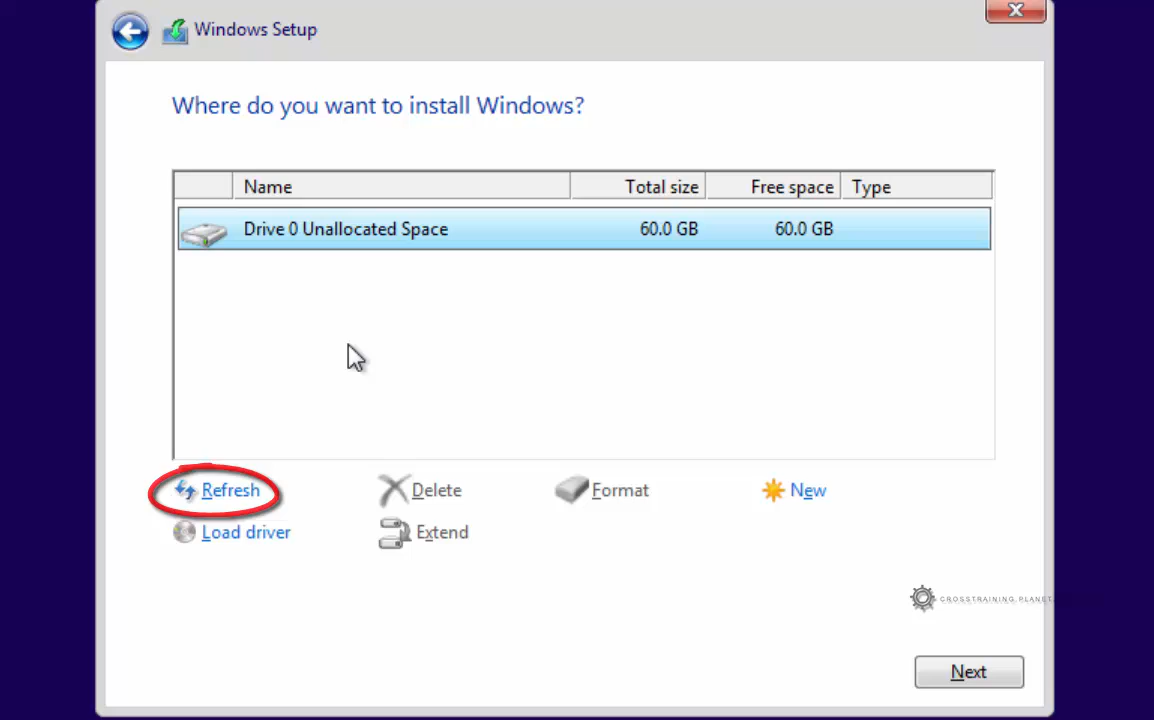 Windows Setup
Where do you want to install Windows?
Name Total size Free space Type
Drive 0 Unallocated Space 60.0 GB 60.0 GB
Refresh Delete Format New
Load driver Extend
CROSSTRAINING.PLANET
Next